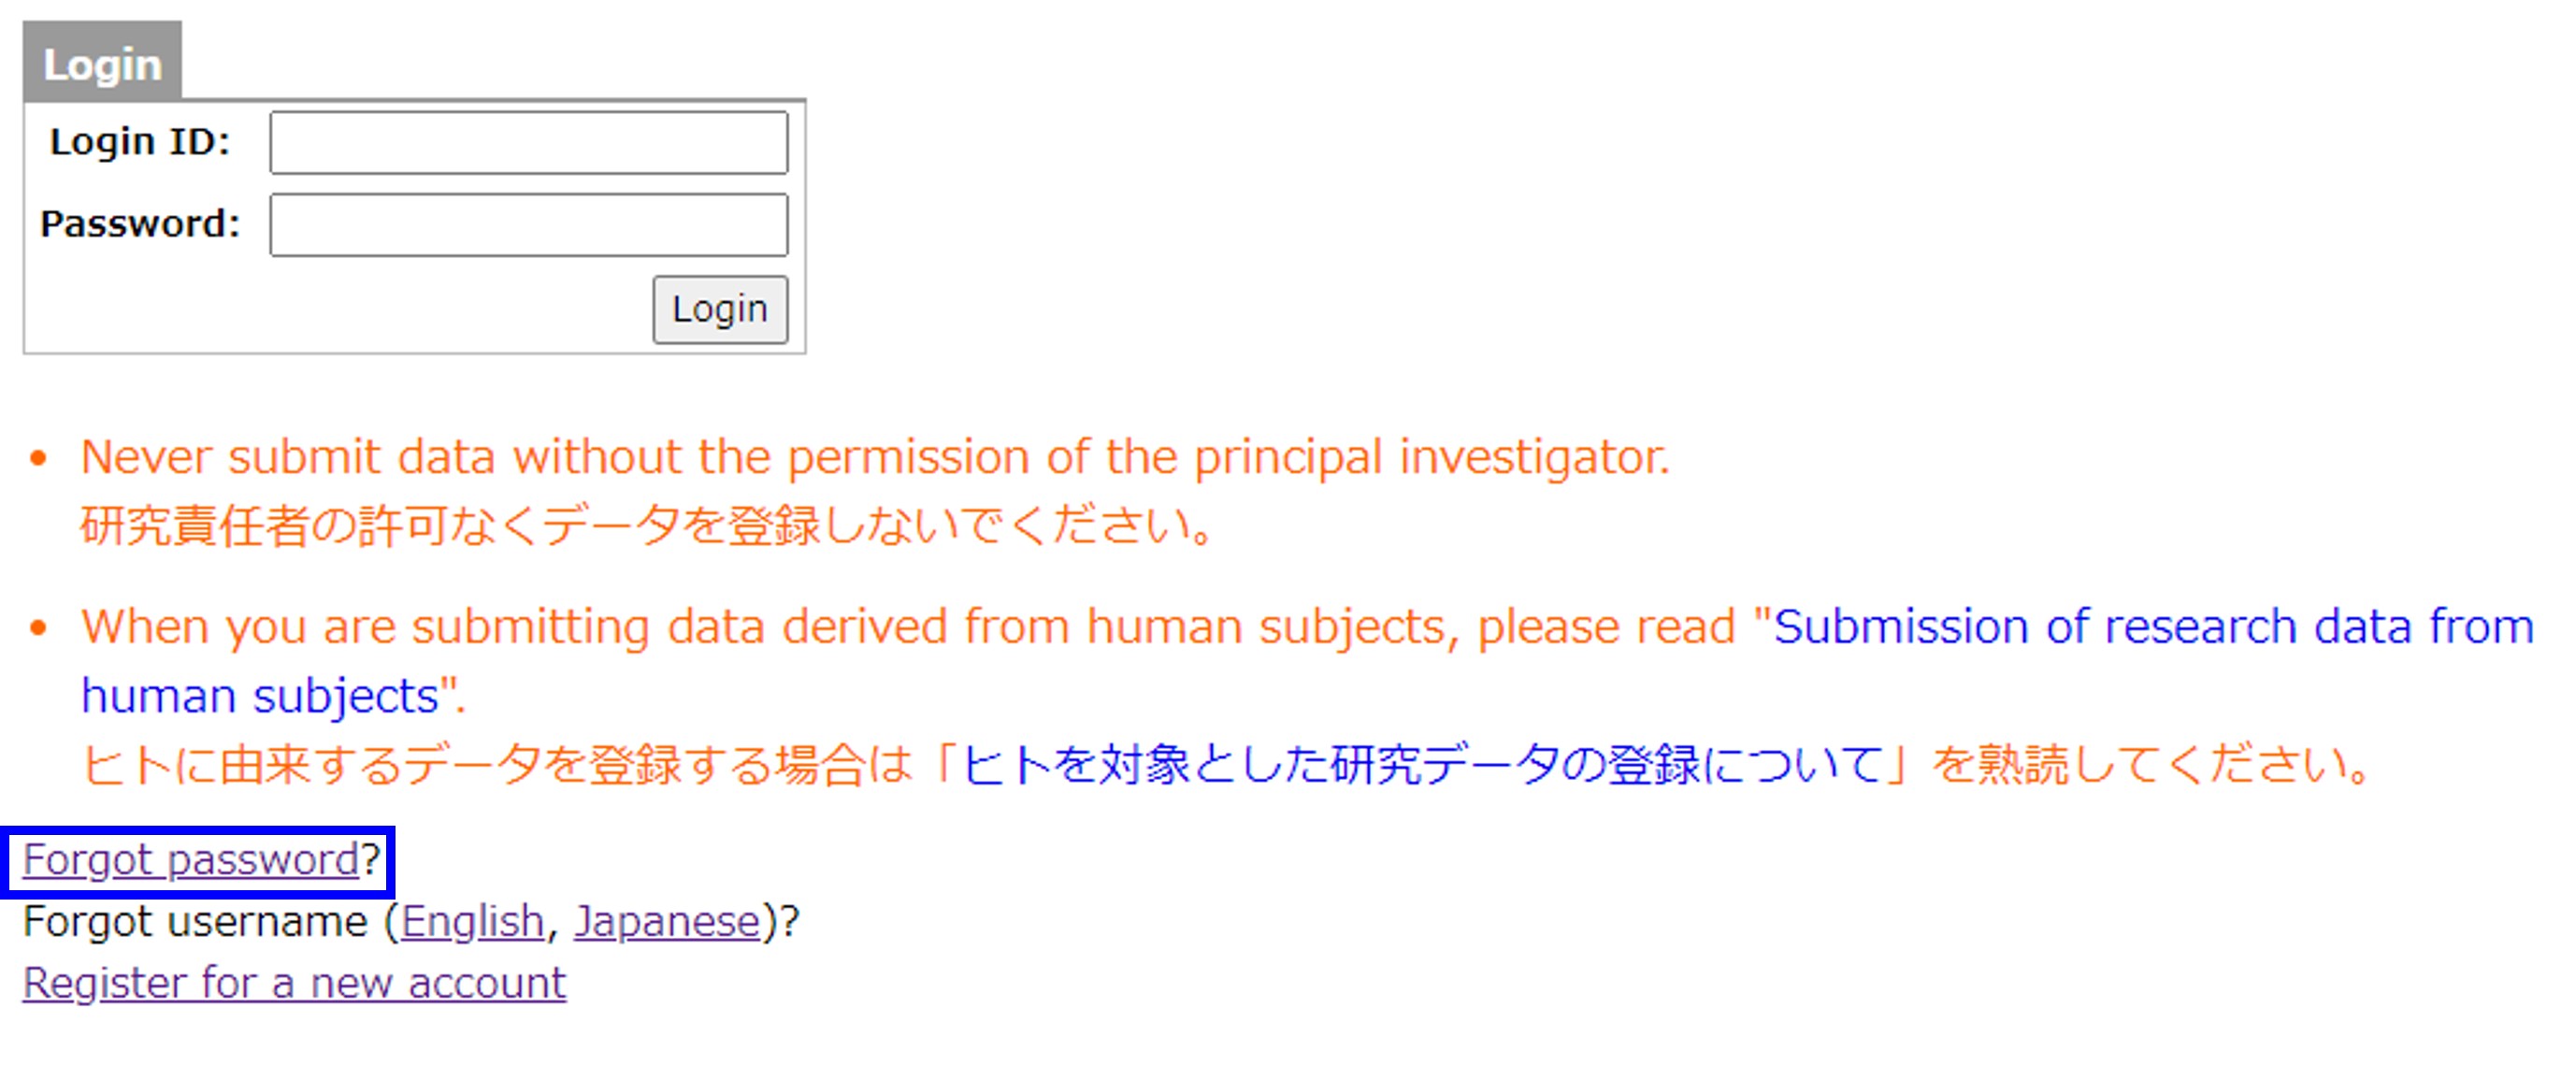 Login
Login ID:
Password:
Login
• Never submit data without the permission of the principal investigator.
研究責任者の許可なくデータを登録しないでください。
• When you are submitting data derived from human subjects, please read "Submission of research data from
human subjects".
ヒトに由来するデータを登録する場合は「ヒトを対象とした研究データの登録について」を熟読してください。
Forgot password?
Forgot username (English, Japanese)?
Register for a new account